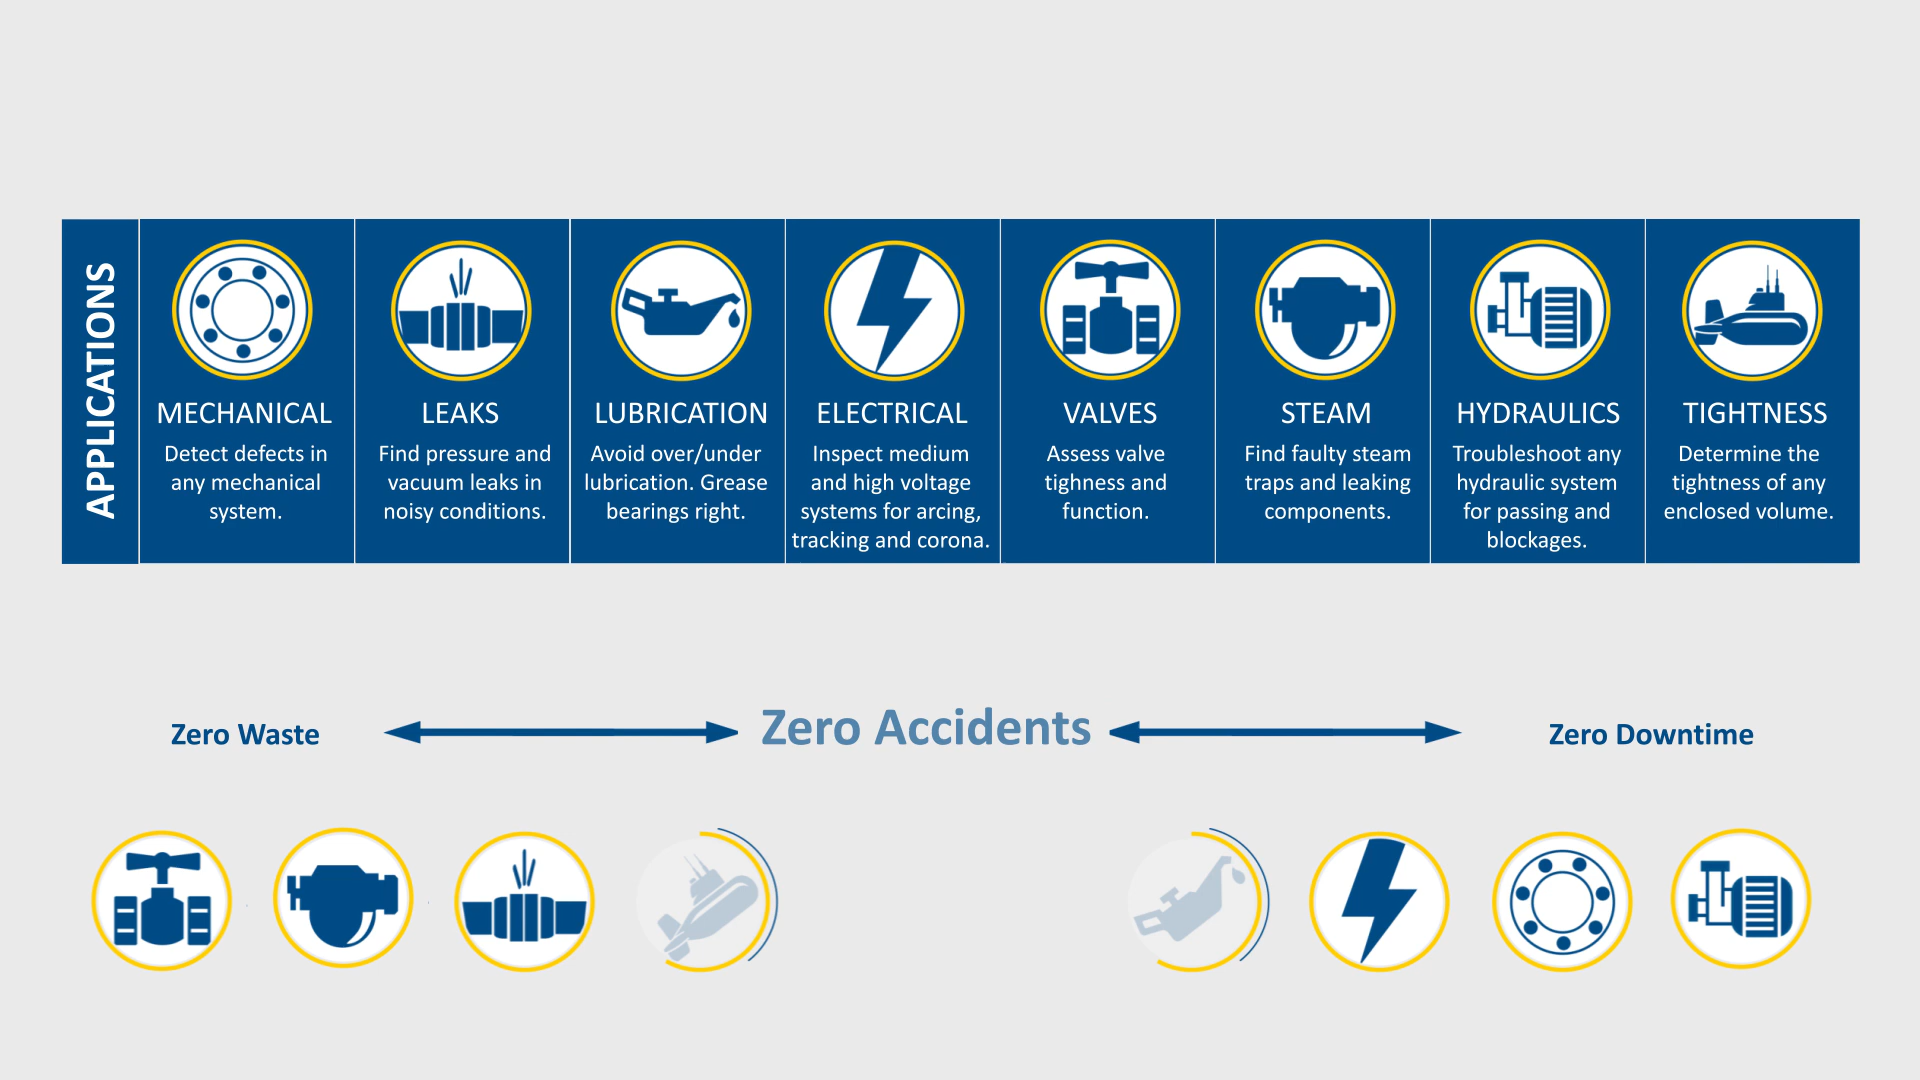 APPLICATIONS
MECHANICAL
Detect defects in
any mechanical
system.
LEAKS
Find pressure and
vacuum leaks in
noisy conditions.
LUBRICATION
Avoid over/under
lubrication. Grease
bearings right.
ELECTRICAL
Inspect medium
and high voltage
systems for arcing,
tracking and corona.
VALVES
Assess valve
tighness and
function.
STEAM
Find faulty steam
traps and leaking
components.
HYDRAULICS
Troubleshoot any
hydraulic system
for passing and
blockages.
TIGHTNESS
Determine the
tightness of any
enclosed volume.
Zero Waste
Zero Accidents
Zero Downtime